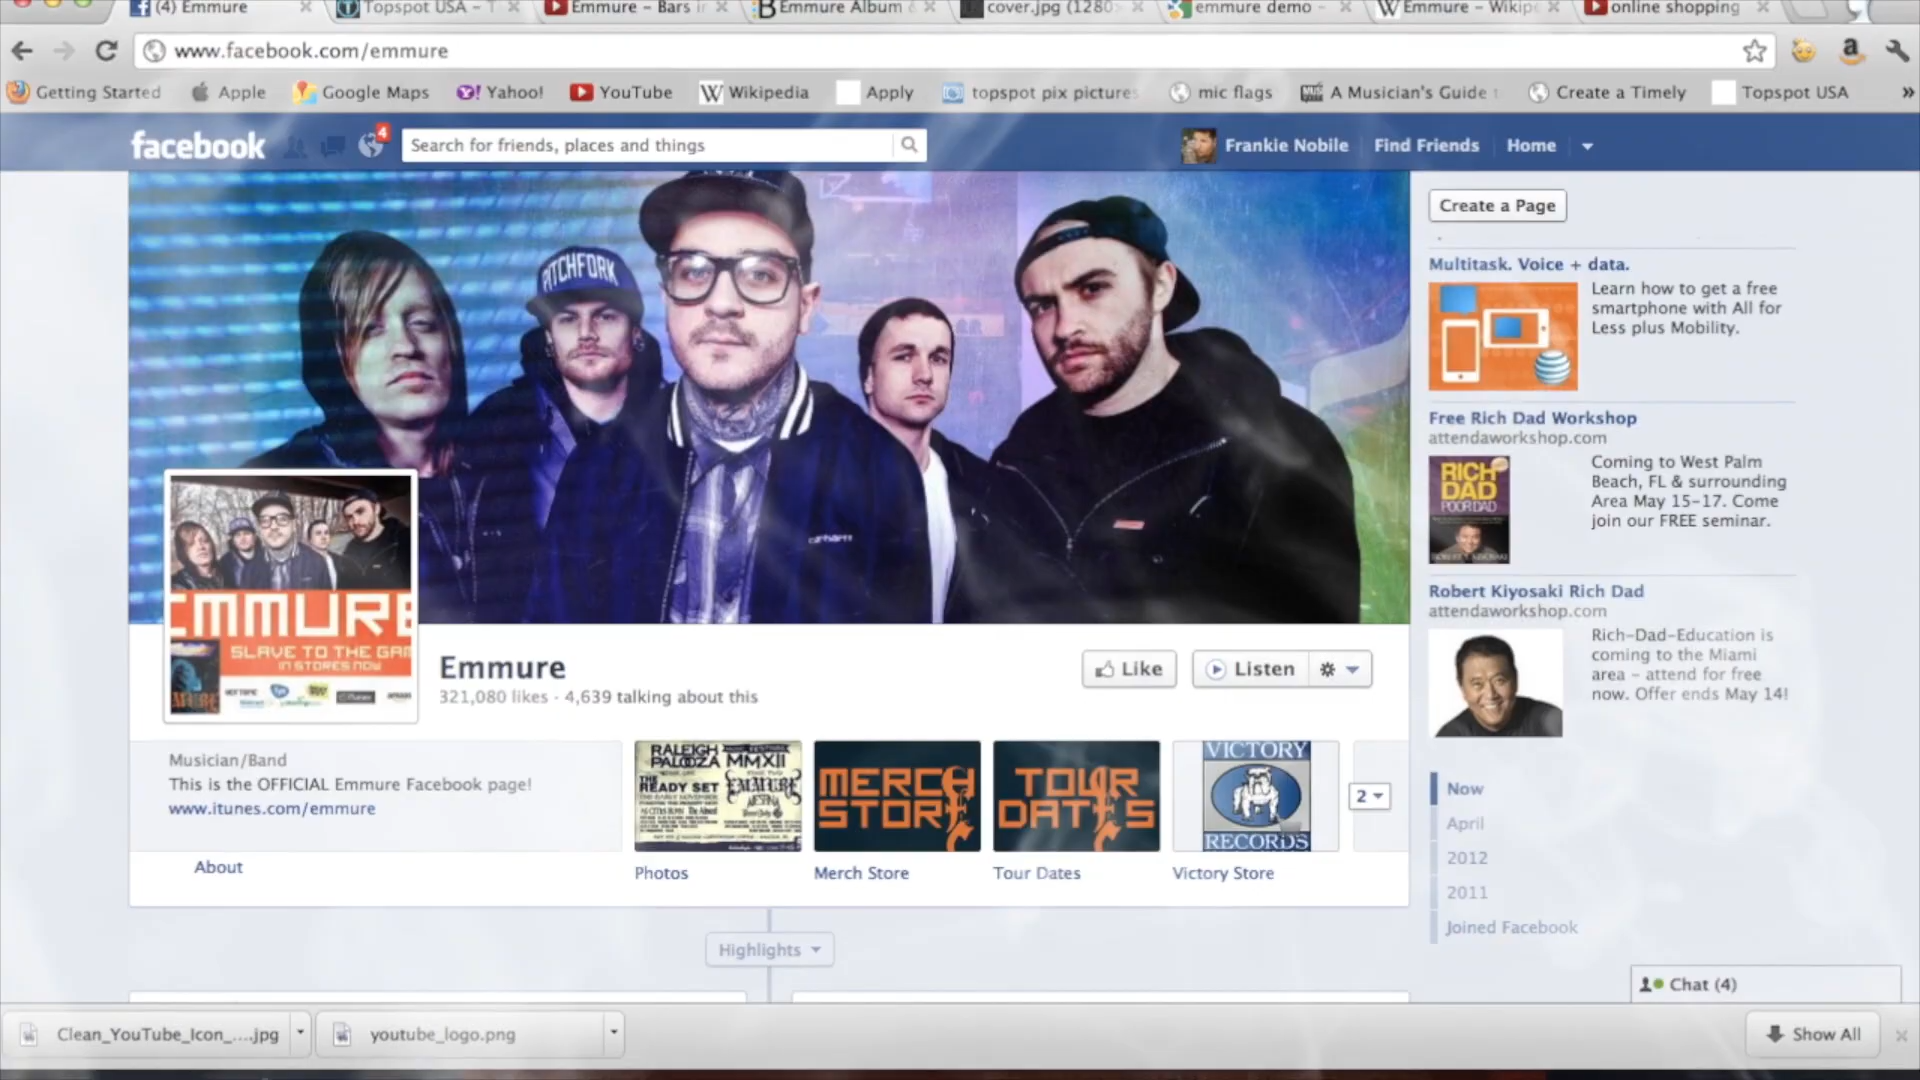 (4) Emmure
Topspot USA - T
Emmure - Bars i
Emmure Album
cover.jpg (1280
emmure demo -
Emmure - Wikip
online shopping
www.facebook.com/emmure
Getting Started
Apple
Google Maps
Yahoo!
YouTube
Wikipedia
Apply
topspot pix pictures
mic flags
A Musician's Guide
Create a Timely
Topspot USA
facebook
4
Search for friends, places and things
Frankie Nobile
Find Friends
Home
PITCHFORK
carhartt
Create a Page
Multitask. Voice + data.
Learn how to get a free
smartphone with All for
Less plus Mobility.
Free Rich Dad Workshop
attendaworkshop.com
RICH
DAD
POOR DAD
Coming to West Palm
Beach, FL & surrounding
Area May 15-17. Come
join our FREE seminar.
Robert Kiyosaki Rich Dad
attendaworkshop.com
Rich-Dad-Education is
coming to the Miami
area - attend for free
now. Offer ends May 14!
EMMURE
SLAVE TO THE GAM
IN STORES NOW
Emmure
321,080 likes · 4,639 talking about this
Like
Listen
Musician/Band
This is the OFFICIAL Emmure Facebook page!
www.itunes.com/emmure
About
RALEIGH
PALOOZA MMXII
THE
READY SET
EMMURE
Photos
MERCH
STORE
Merch Store
TOUR
DATES
Tour Dates
VICTORY
RECORDS
Victory Store
2
Now
April
2012
2011
Joined Facebook
Highlights
Chat (4)
Clean_YouTube_Icon_....jpg
youtube_logo.png
Show All